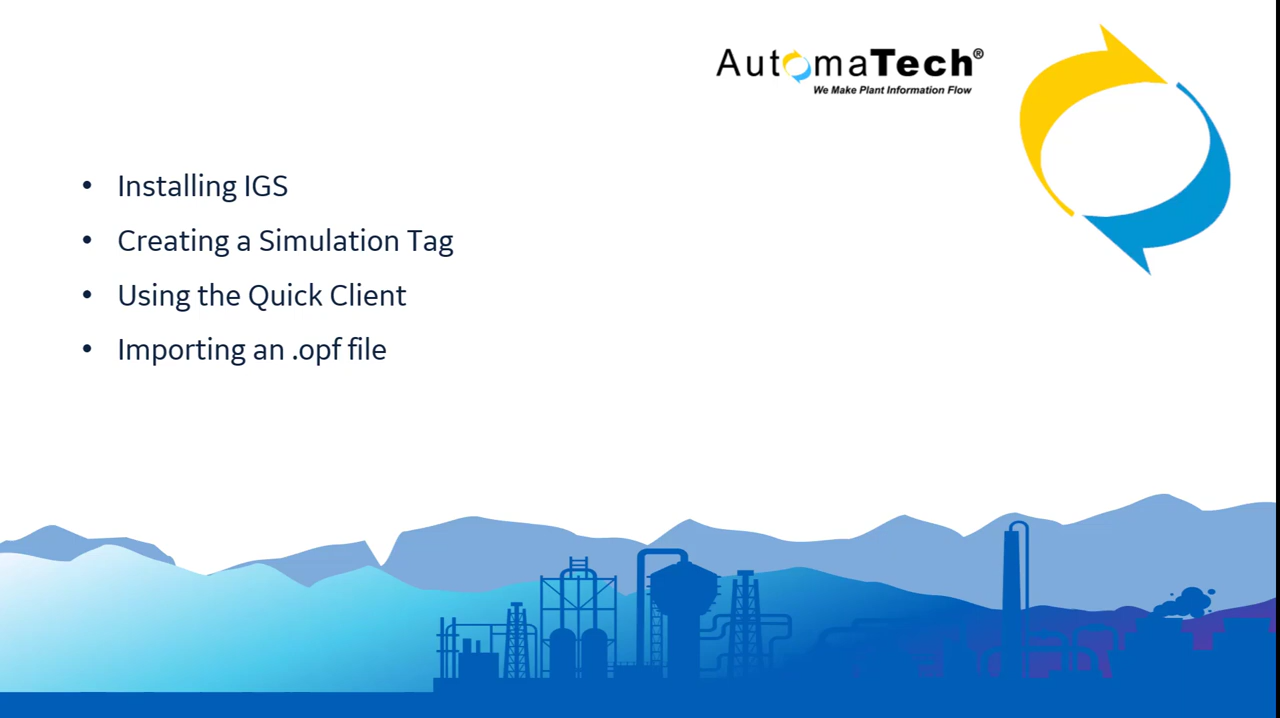 AutomaTech®
We Make Plant Information Flow
• Installing IGS
• Creating a Simulation Tag
• Using the Quick Client
• Importing an .opf file